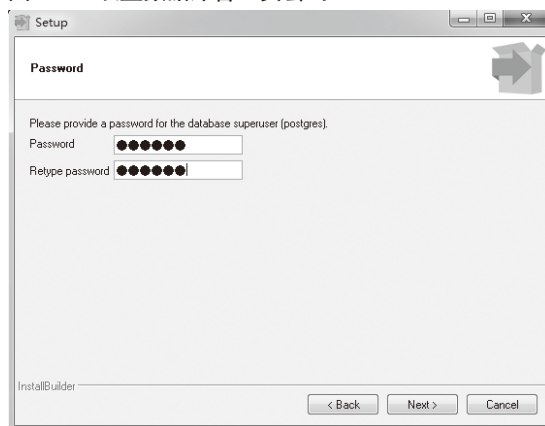 Setup
Password
Please provide a password for the database superuser (postgres).
Password ●●●●●●
Retype password ●●●●●●
InstallBuilder
< Back Next > Cancel